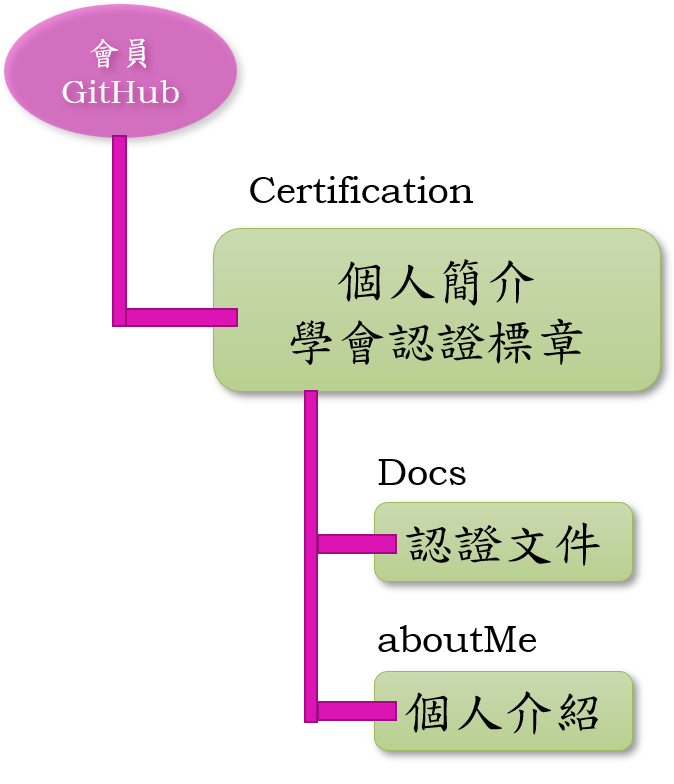 會員
GitHub
Certification
個人簡介
學會認證標章
Docs
認證文件
aboutMe
個人介紹